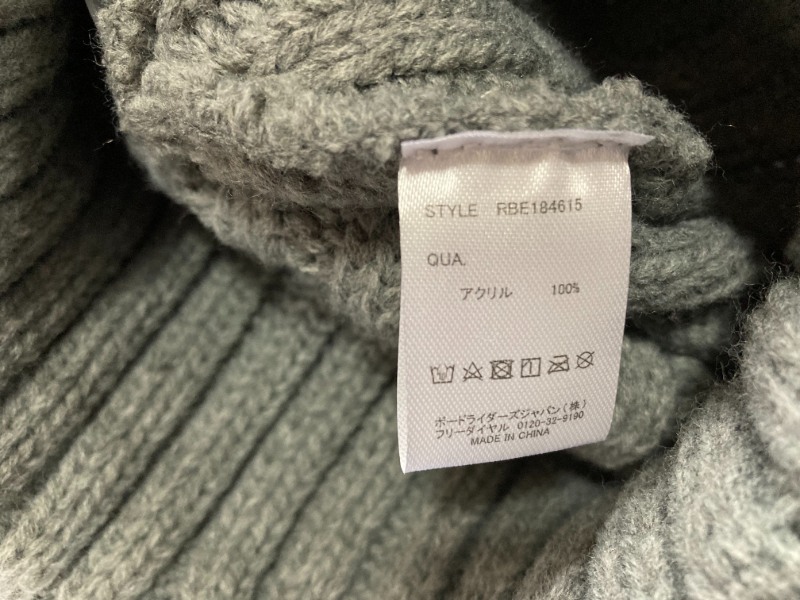 STYLE RBE184615
QUA.
アクリル 100%
ボードライダーズジャパン(株)
フリーダイヤル 0120-32-9190
MADE IN CHINA